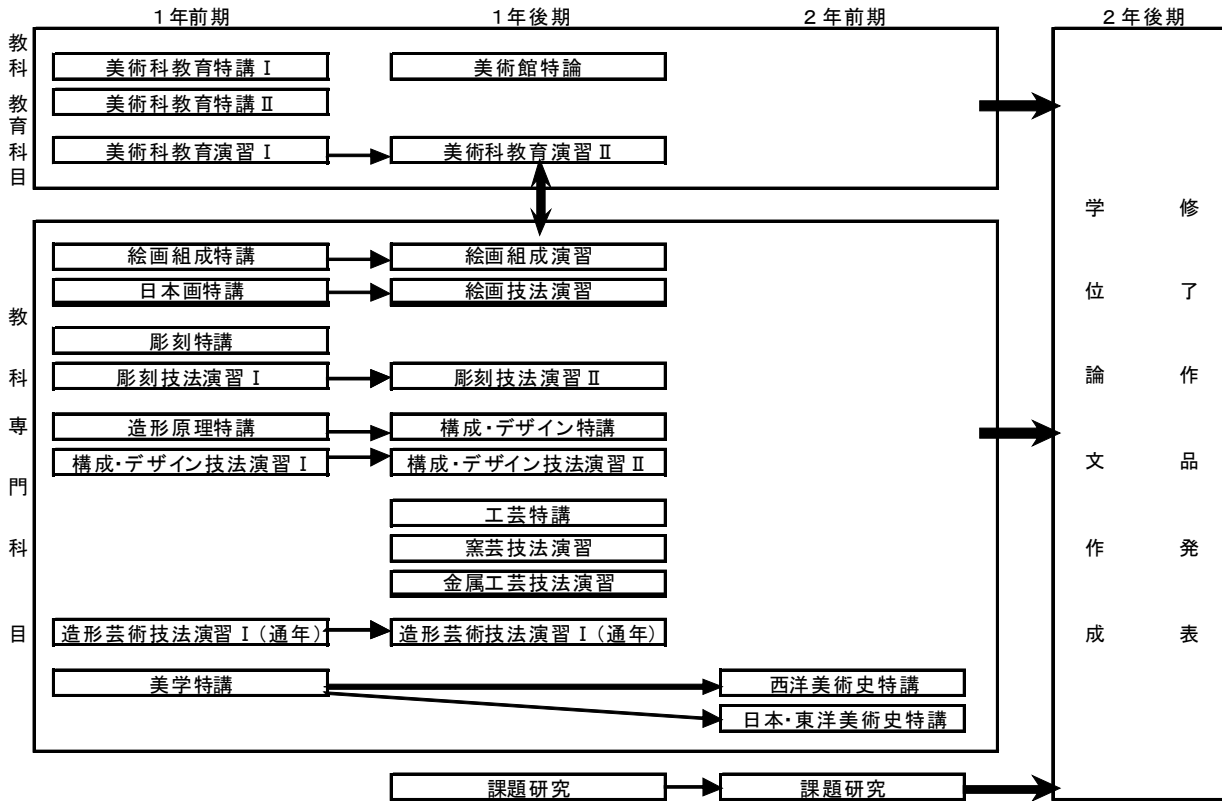 １年前期 １年後期 ２年前期 ２年後期
教科教育科目
美術科教育特講Ⅰ 美術館特論
美術科教育特講Ⅱ
美術科教育演習Ⅰ 美術科教育演習Ⅱ
教科専門科目
絵画組成特講 絵画組成演習
日本画特講 絵画技法演習
彫刻特講
彫刻技法演習Ⅰ 彫刻技法演習Ⅱ
造形原理特講 構成・デザイン特講
構成・デザイン技法演習Ⅰ 構成・デザイン技法演習Ⅱ
工芸特講
窯芸技法演習
金属工芸技法演習
造形芸術技法演習Ⅰ（通年） 造形芸術技法演習Ⅰ（通年）
美学特講 西洋美術史特講
日本・東洋美術史特講
課題研究 課題研究
修了作品発表
学位論文作成